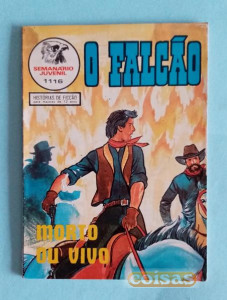 SEMANÁRIO
JUVENIL
1116
O FALCÃO
HISTÓRIAS DE FICÇÃO
MORTO
OU VIVO
coisas